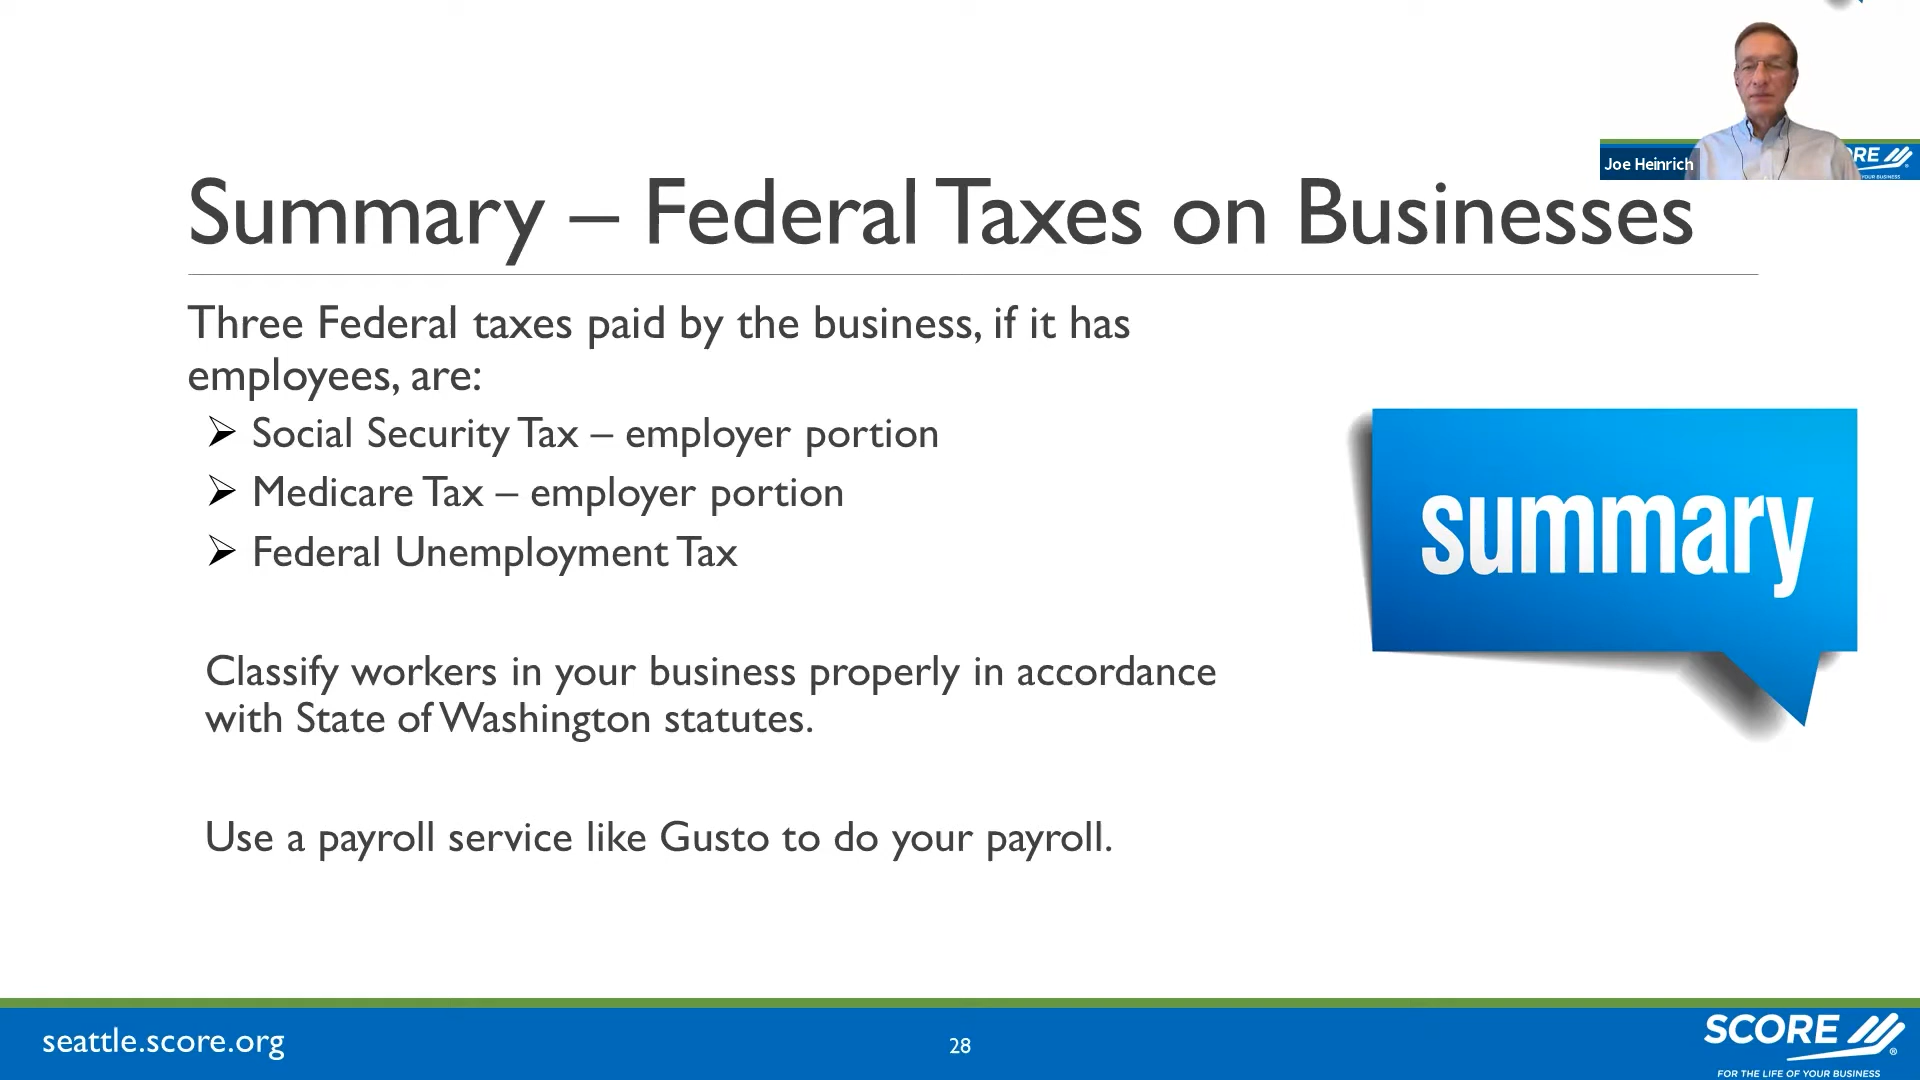 Joe Heinrich
RE
YOUR BUSINESS
Summary – Federal Taxes on Businesses
Three Federal taxes paid by the business, if it has
employees, are:
➢ Social Security Tax – employer portion
➢ Medicare Tax – employer portion
➢ Federal Unemployment Tax
summary
Classify workers in your business properly in accordance
with State of Washington statutes.
Use a payroll service like Gusto to do your payroll.
seattle.score.org
28
SCORE
®
FOR THE LIFE OF YOUR BUSINESS